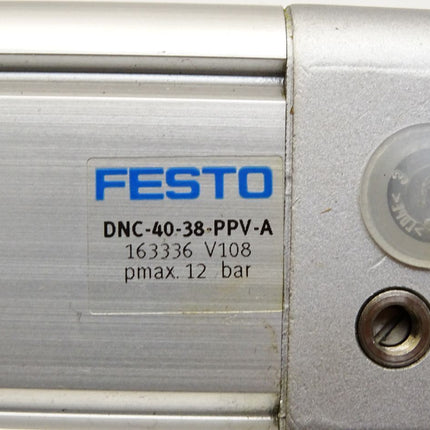 FESTO
DNC-40-38-PPV-A
163336 V108
pmax. 12 bar